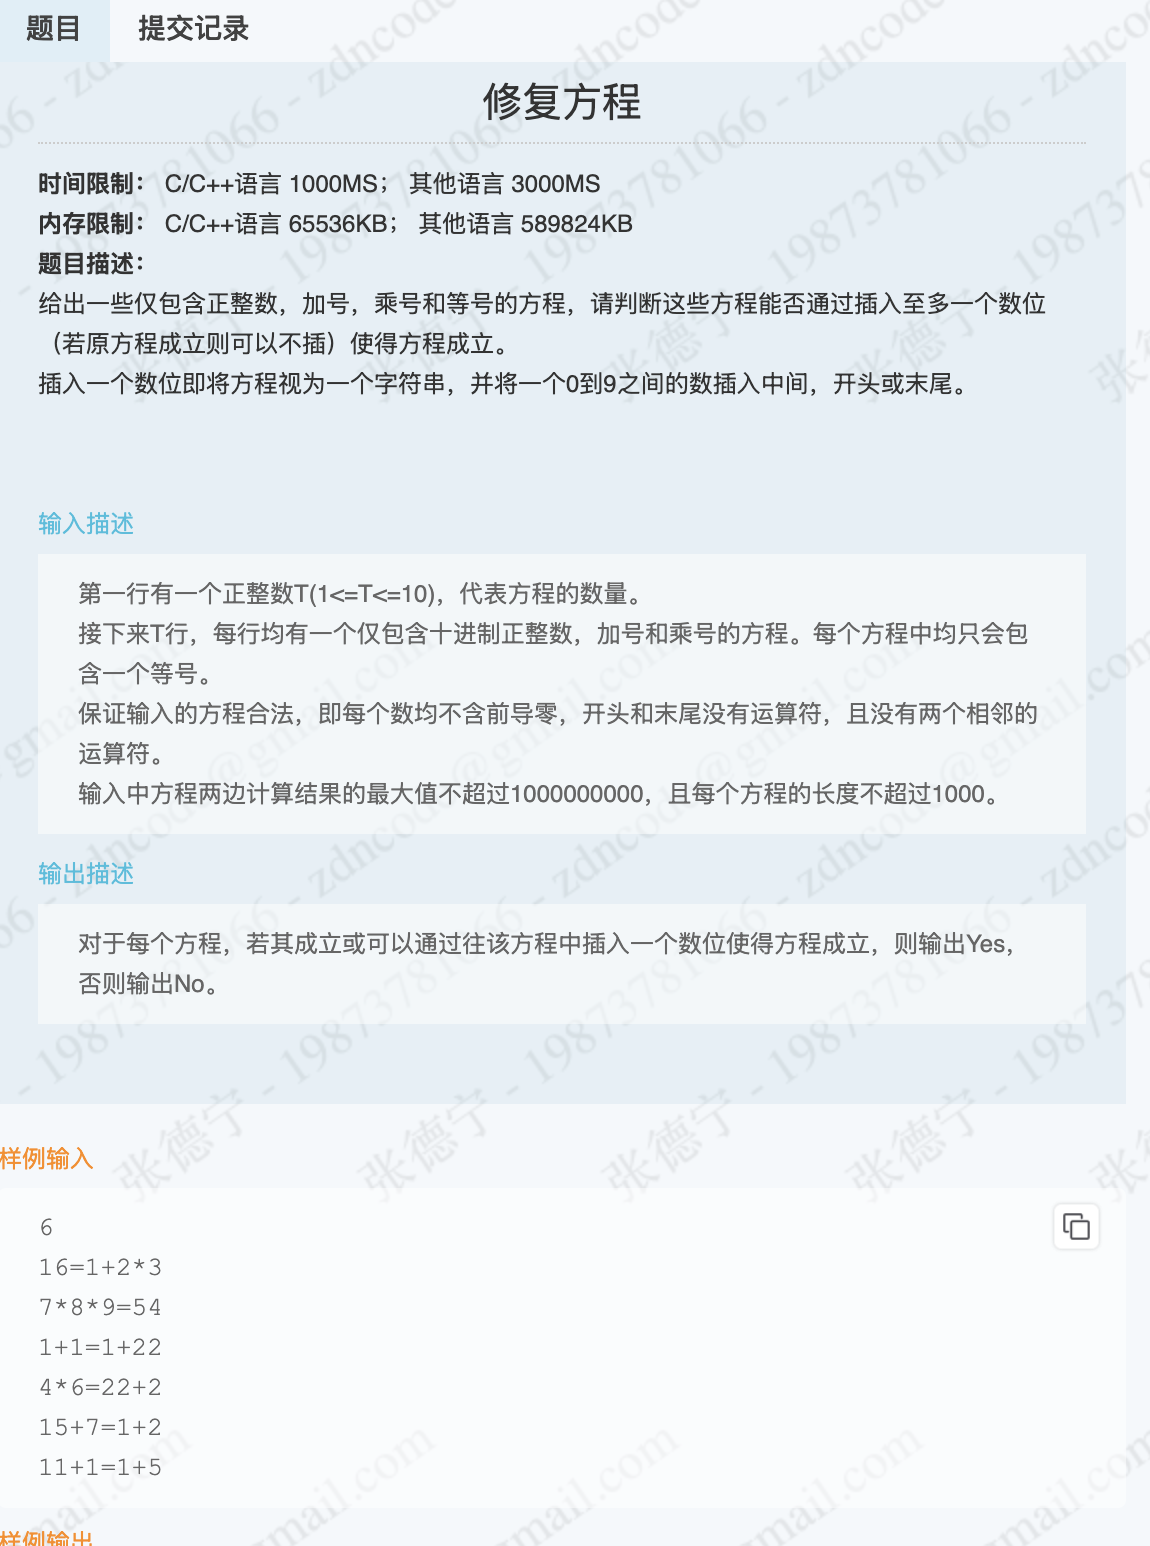 题目 提交记录
修复方程
时间限制： C/C++语言 1000MS； 其他语言 3000MS
内存限制： C/C++语言 65536KB； 其他语言 589824KB
题目描述：
给出一些仅包含正整数，加号，乘号和等号的方程，请判断这些方程能否通过插入至多一个数位
（若原方程成立则可以不插）使得方程成立。
插入一个数位即将方程视为一个字符串，并将一个0到9之间的数插入中间，开头或末尾。
输入描述
第一行有一个正整数T(1<=T<=10)，代表方程的数量。
接下来T行，每行均有一个仅包含十进制正整数，加号和乘号的方程。每个方程中均只会包
含一个等号。
保证输入的方程合法，即每个数均不含前导零，开头和末尾没有运算符，且没有两个相邻的
运算符。
输入中方程两边计算结果的最大值不超过1000000000，且每个方程的长度不超过1000。
输出描述
对于每个方程，若其成立或可以通过往该方程中插入一个数位使得方程成立，则输出Yes，
否则输出No。
样例输入
6
16=1+2*3
7*8*9=54
1+1=1+22
4*6=22+2
15+7=1+2
11+1=1+5
样例输出
张德宁 - 19873781066 - zdncode@gmail.com